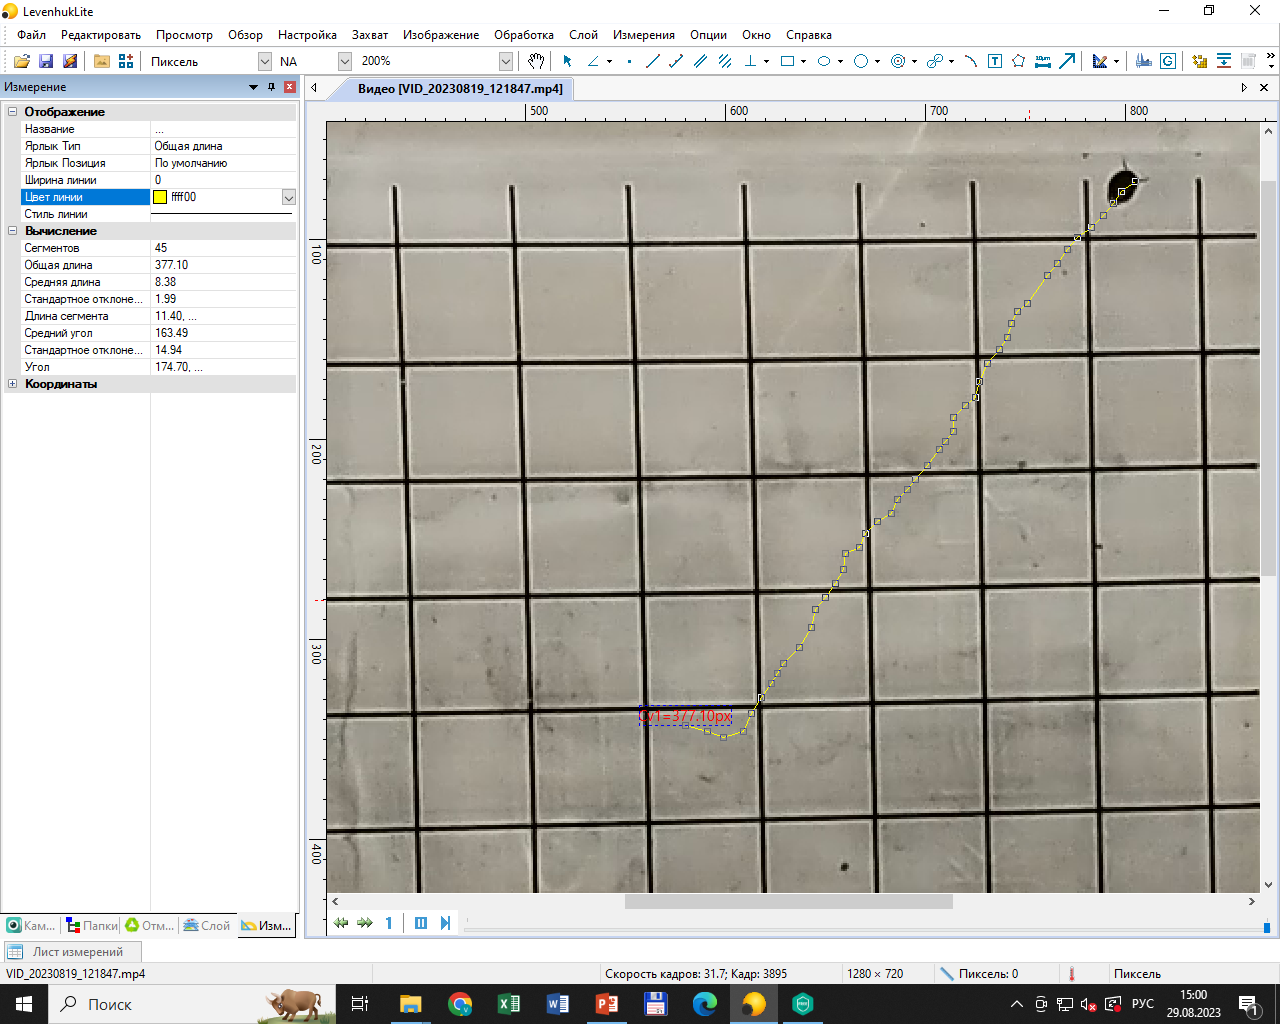 LevenhukLite
Файл Редактировать Просмотр Обзор Настройка Захват Изображение Обработка Слой Измерения Опции Окно Справка
Пиксель NA 200%
Измерение
Видео [VID_20230819_121847.mp4]
500 600 700 800
Отображение
Название ...
Ярлык Тип Общая длина
Ярлык Позиция По умолчанию
Ширина линии 0
Цвет линии ffff00
Стиль линии
Вычисление
Сегментов 45
Общая длина 377.10
Средняя длина 8.38
Стандартное отклоне... 1.99
Длина сегмента 11.40, ...
Средний угол 163.49
Стандартное отклоне... 14.94
Угол 174.70, ...
Координаты
100
200
300
400
Cv1=377.10px
Кам... Папки Отм... Слой Изм...
1
Лист измерений
VID_20230819_121847.mp4 Скорость кадров: 31.7; Кадр: 3895 1280 × 720 Пиксель: 0 Пиксель
Поиск
РУС
15:00
29.08.2023
1